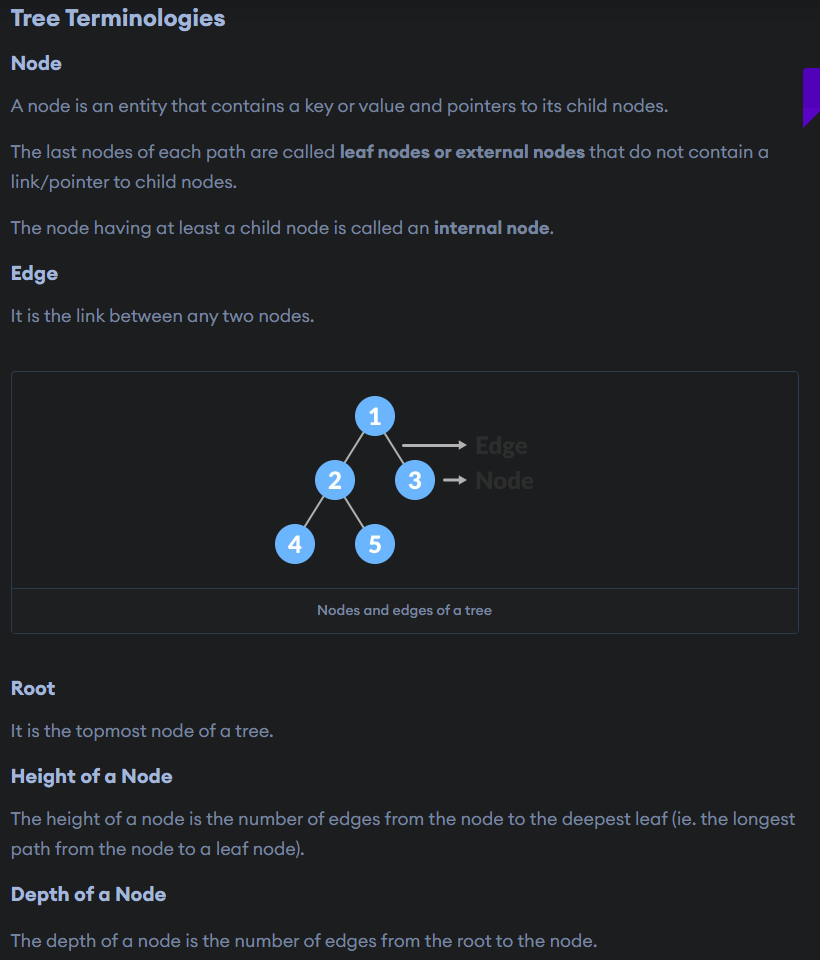 Tree Terminologies
Node
A node is an entity that contains a key or value and pointers to its child nodes.
The last nodes of each path are called leaf nodes or external nodes that do not contain a
link/pointer to child nodes.
The node having at least a child node is called an internal node.
Edge
It is the link between any two nodes.
1
Edge
2
3
Node
4
5
Nodes and edges of a tree
Root
It is the topmost node of a tree.
Height of a Node
The height of a node is the number of edges from the node to the deepest leaf (ie. the longest
path from the node to a leaf node).
Depth of a Node
The depth of a node is the number of edges from the root to the node.